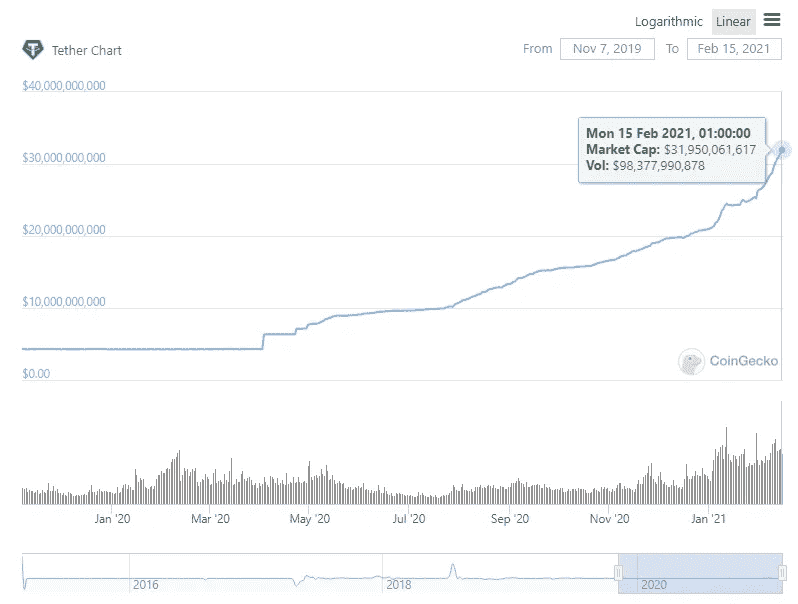 Logarithmic Linear
Tether Chart
From Nov 7, 2019 To Feb 15, 2021
$40,000,000,000
Mon 15 Feb 2021, 01:00:00
Market Cap: $31,950,061,617
Vol: $98,377,990,878
$30,000,000,000
$20,000,000,000
$10,000,000,000
CoinGecko
$0.00
Jan '20 Mar '20 May '20 Jul '20 Sep '20 Nov '20 Jan '21
2016 2018 2020